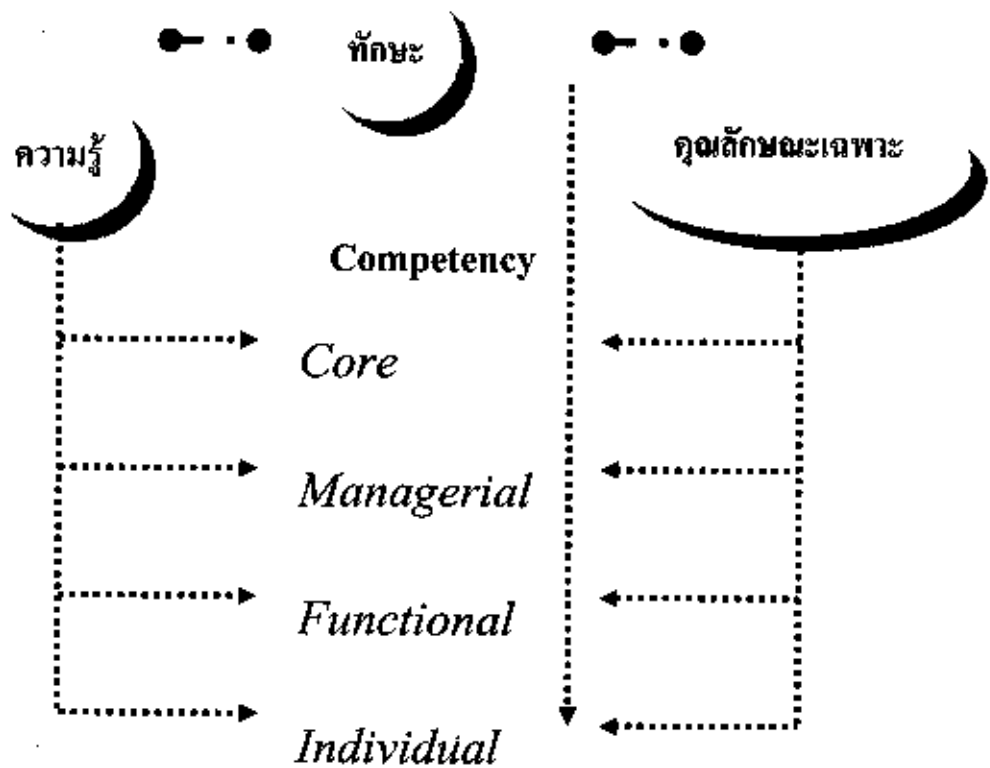 ทักษะ
ความรู้
คุณลักษณะเฉพาะ
Competency
Core
Managerial
Functional
Individual